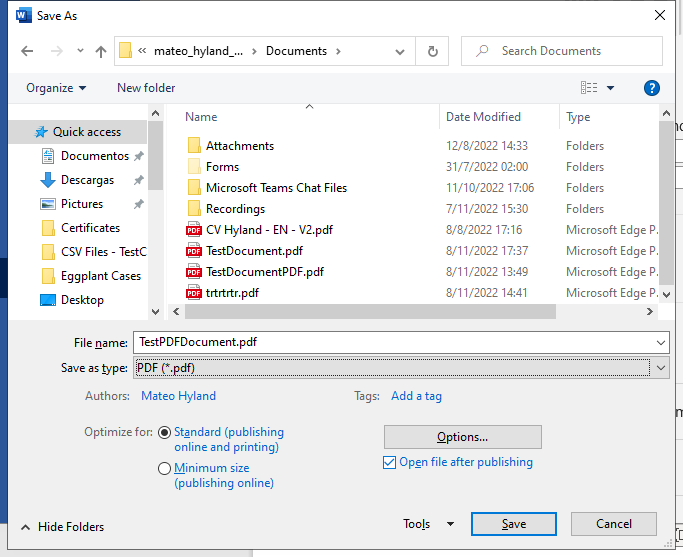 Save As
« mateo_hyland_... > Documents >
Search Documents
Organize New folder
Name Date Modified Type
Quick access
Documentos
Descargas
Pictures
Certificates
CSV Files - TestC
Eggplant Cases
Desktop
Attachments 12/8/2022 14:33 Folders
Forms 31/7/2022 02:00 Folders
Microsoft Teams Chat Files 11/10/2022 17:06 Folders
Recordings 7/11/2022 15:30 Folders
PDF CV Hyland - EN - V2.pdf 8/8/2022 17:16 Microsoft Edge P...
PDF TestDocument.pdf 8/11/2022 17:37 Microsoft Edge P...
PDF TestDocumentPDF.pdf 8/11/2022 13:49 Microsoft Edge P...
PDF trtrtrtr.pdf 8/11/2022 14:41 Microsoft Edge P...
File name: TestPDFDocument.pdf
Save as type: PDF (*.pdf)
Authors: Mateo Hyland Tags: Add a tag
Optimize for: Standard (publishing
online and printing)
Minimum size
(publishing online)
Options...
Open file after publishing
Hide Folders
Tools Save Cancel